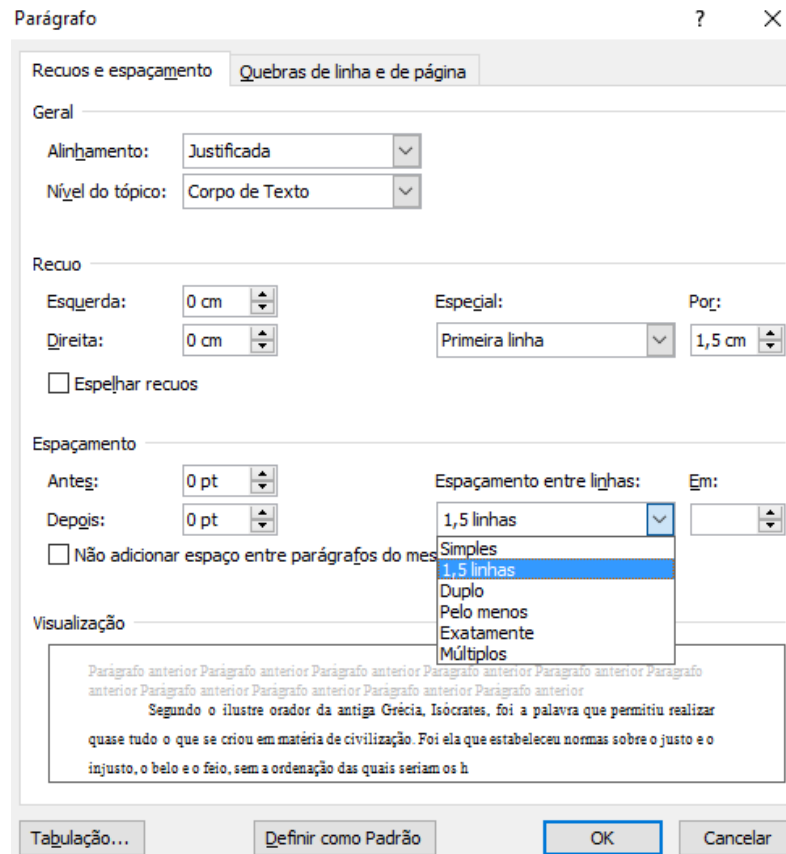 Parágrafo ? X
Recuos e espaçamento Quebras de linha e de página
Geral
Alinhamento: Justificada
Nível do tópico: Corpo de Texto
Recuo
Esquerda: 0 cm Especial: Por:
Direita: 0 cm Primeira linha 1,5 cm
Espelhar recuos
Espaçamento
Antes: 0 pt Espaçamento entre linhas: Em:
Depois: 0 pt 1,5 linhas
Não adicionar espaço entre parágrafos do mes
Simples
1,5 linhas
Duplo
Pelo menos
Exatamente
Múltiplos
Visualização
Parágrafo anterior Parágrafo anterior Parágrafo anterior Parágrafo anterior Parágrafo anterior Parágrafo
anterior Parágrafo anterior Parágrafo anterior Parágrafo anterior Parágrafo anterior
Segundo o ilustre orador da antiga Grécia, Isócrates, foi a palavra que permitiu realizar
quase tudo o que se criou em matéria de civilização. Foi ela que estabeleceu normas sobre o justo e o
injusto, o belo e o feio, sem a ordenação das quais seriam os h
Tabulação... Definir como Padrão OK Cancelar